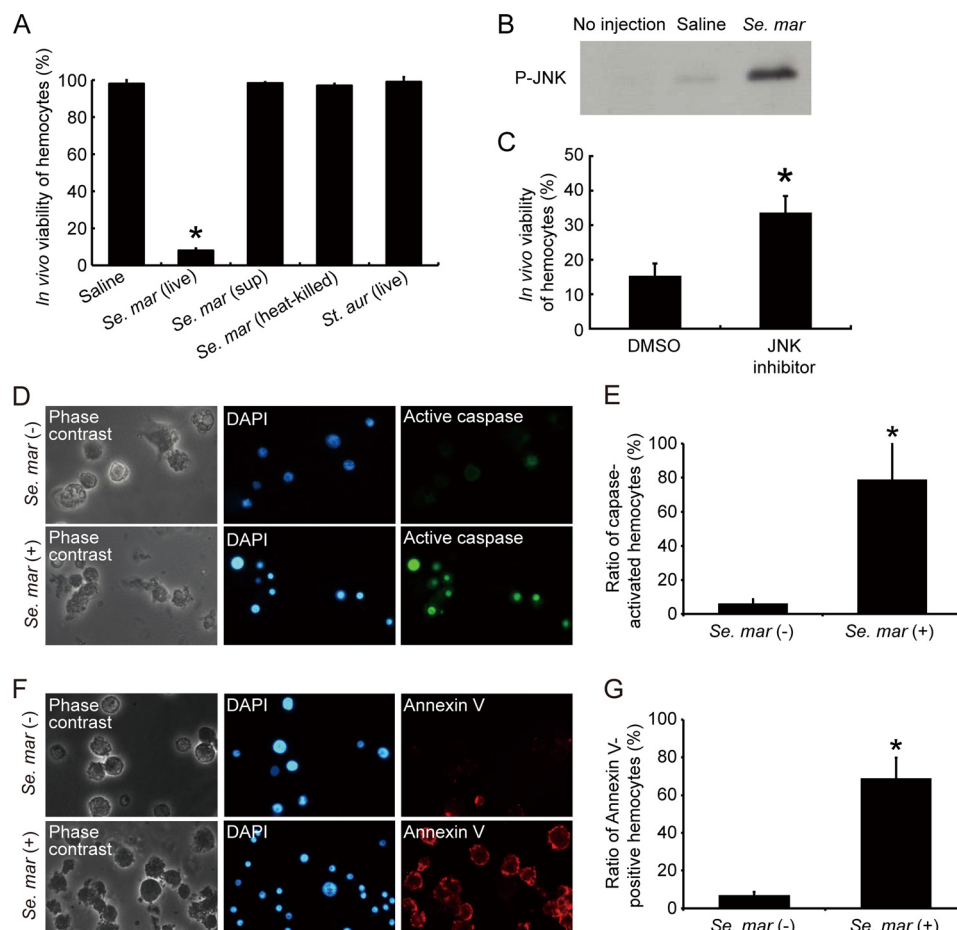 A
In vivo viability of hemocytes (%)
100
80
60
40
20
0
*
Saline
Se. mar (live)
Se. mar (sup)
Se. mar (heat-killed)
St. aur (live)
B
No injection Saline Se. mar
P-JNK
C
In vivo viability
of hemocytes (%)
50
40
30
20
10
0
*
DMSO
JNK
inhibitor
D
Se. mar (-)
Phase
contrast
DAPI
Active caspase
Se. mar (+)
Phase
contrast
DAPI
Active caspase
E
Ratio of capase-
activated hemocytes (%)
100
80
60
40
20
0
*
Se. mar (-)
Se. mar (+)
F
Se. mar (-)
Phase
contrast
DAPI
Annexin V
Se. mar (+)
Phase
contrast
DAPI
Annexin V
G
Ratio of Annexin V-
positive hemocytes (%)
100
80
60
40
20
0
*
Se. mar (-)
Se. mar (+)